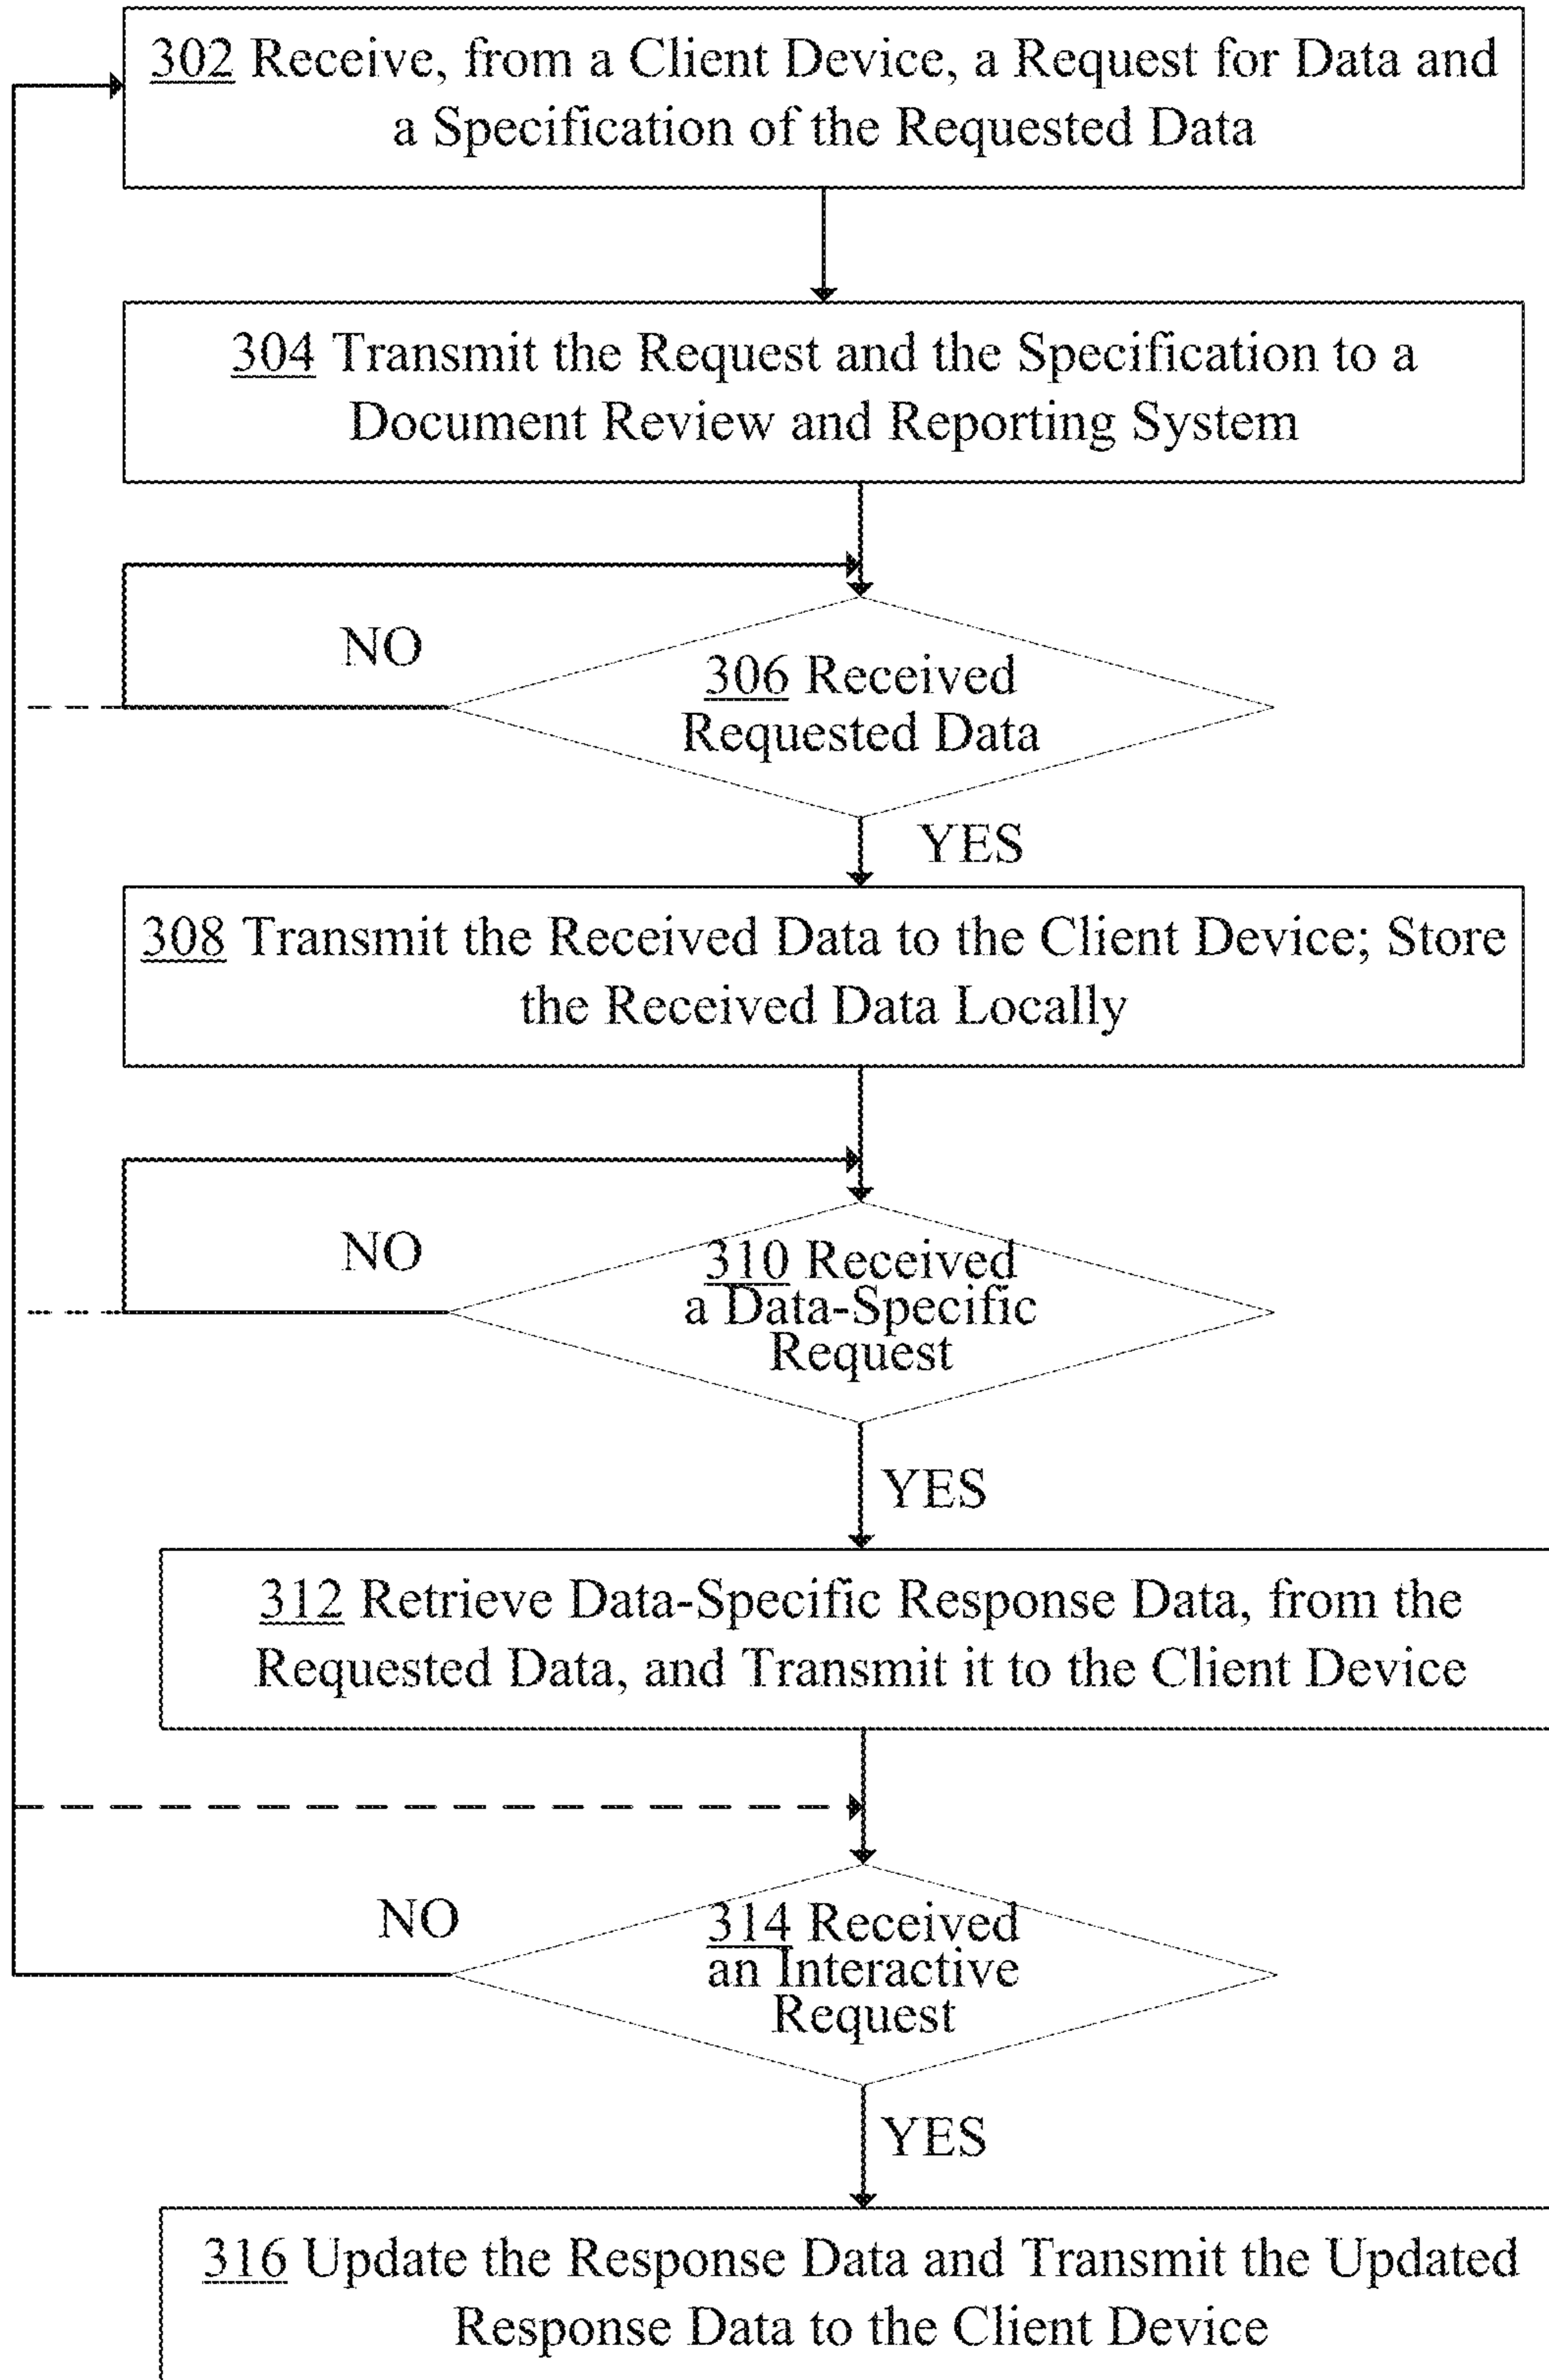 302 Receive, from a Client Device, a Request for Data and
a Specification of the Requested Data
304 Transmit the Request and the Specification to a
Document Review and Reporting System
NO
306 Received
Requested Data
YES
308 Transmit the Received Data to the Client Device; Store
the Received Data Locally
NO
310 Received
a Data-Specific
Request
YES
312 Retrieve Data-Specific Response Data, from the
Requested Data, and Transmit it to the Client Device
NO
314 Received
an Interactive
Request
YES
316 Update the Response Data and Transmit the Updated
Response Data to the Client Device